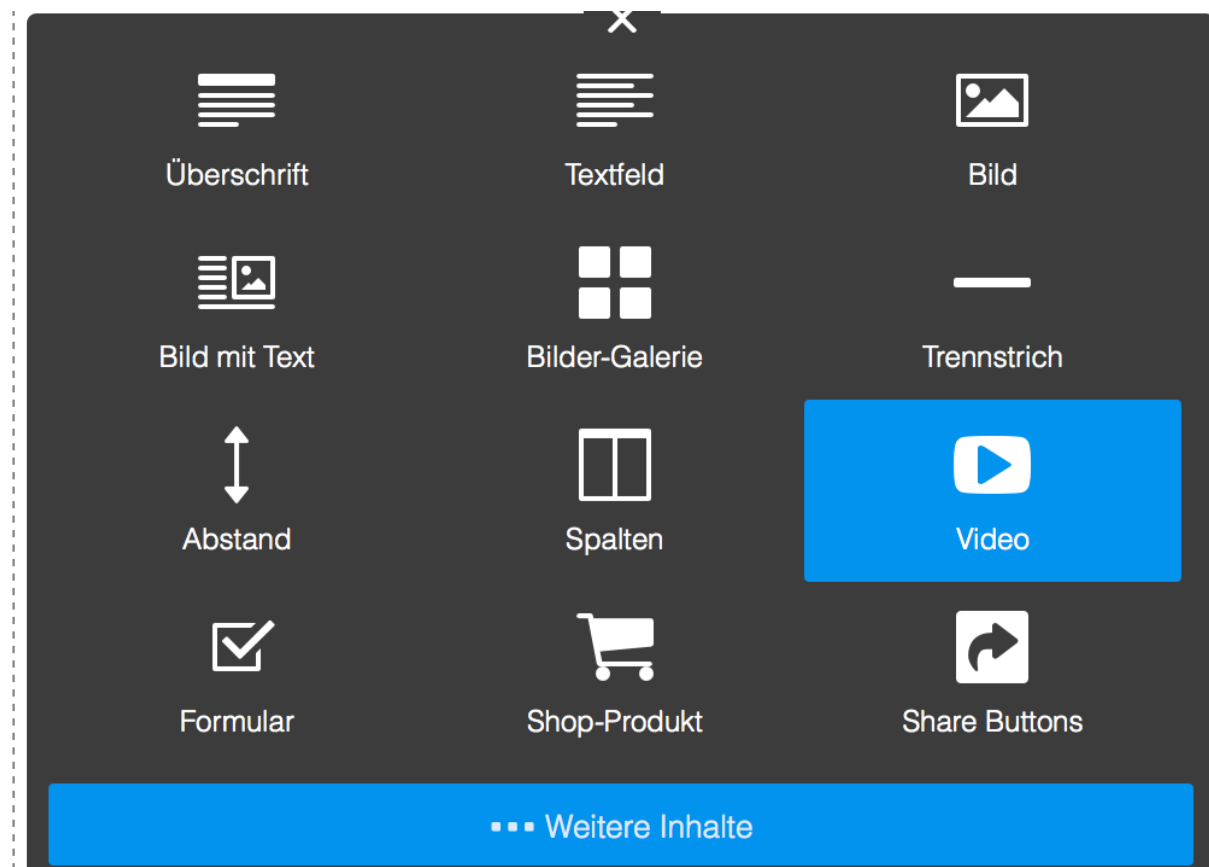 Überschrift
Textfeld
Bild
Bild mit Text
Bilder-Galerie
Trennstrich
Abstand
Spalten
Video
Formular
Shop-Produkt
Share Buttons
Weitere Inhalte